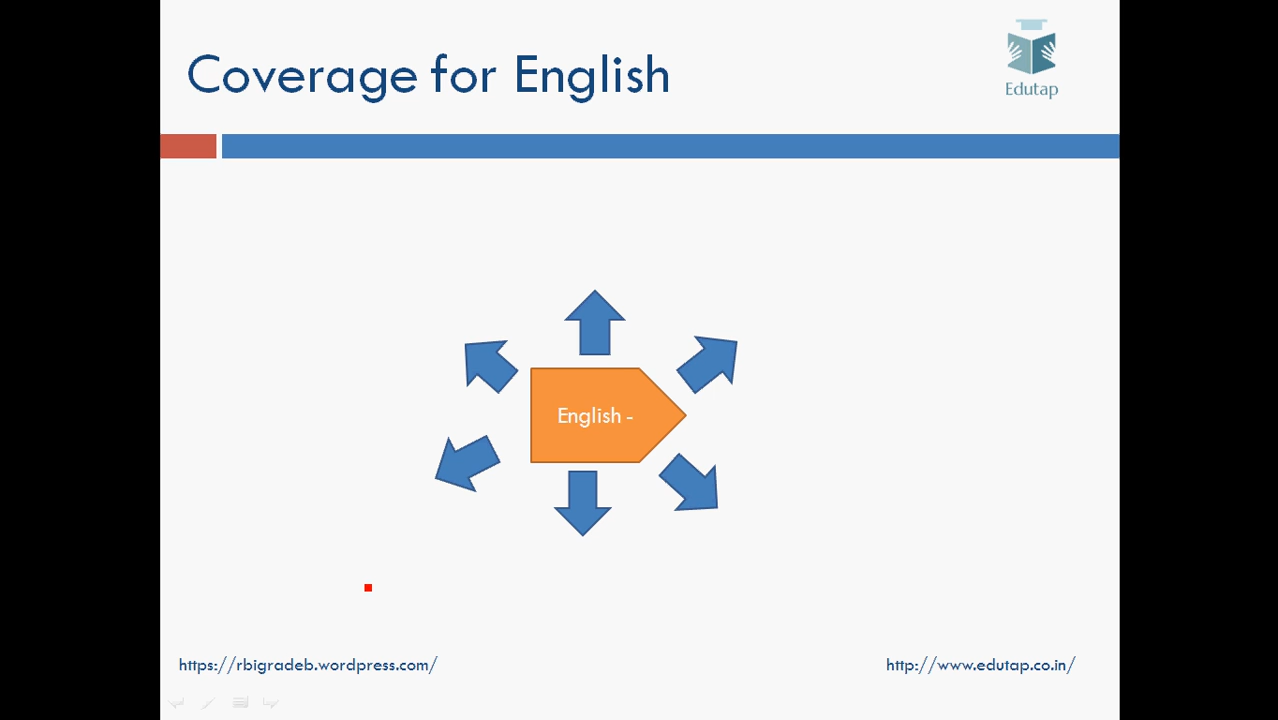 Coverage for English
Edutap
English -
https://rbigradeb.wordpress.com/
http://www.edutap.co.in/